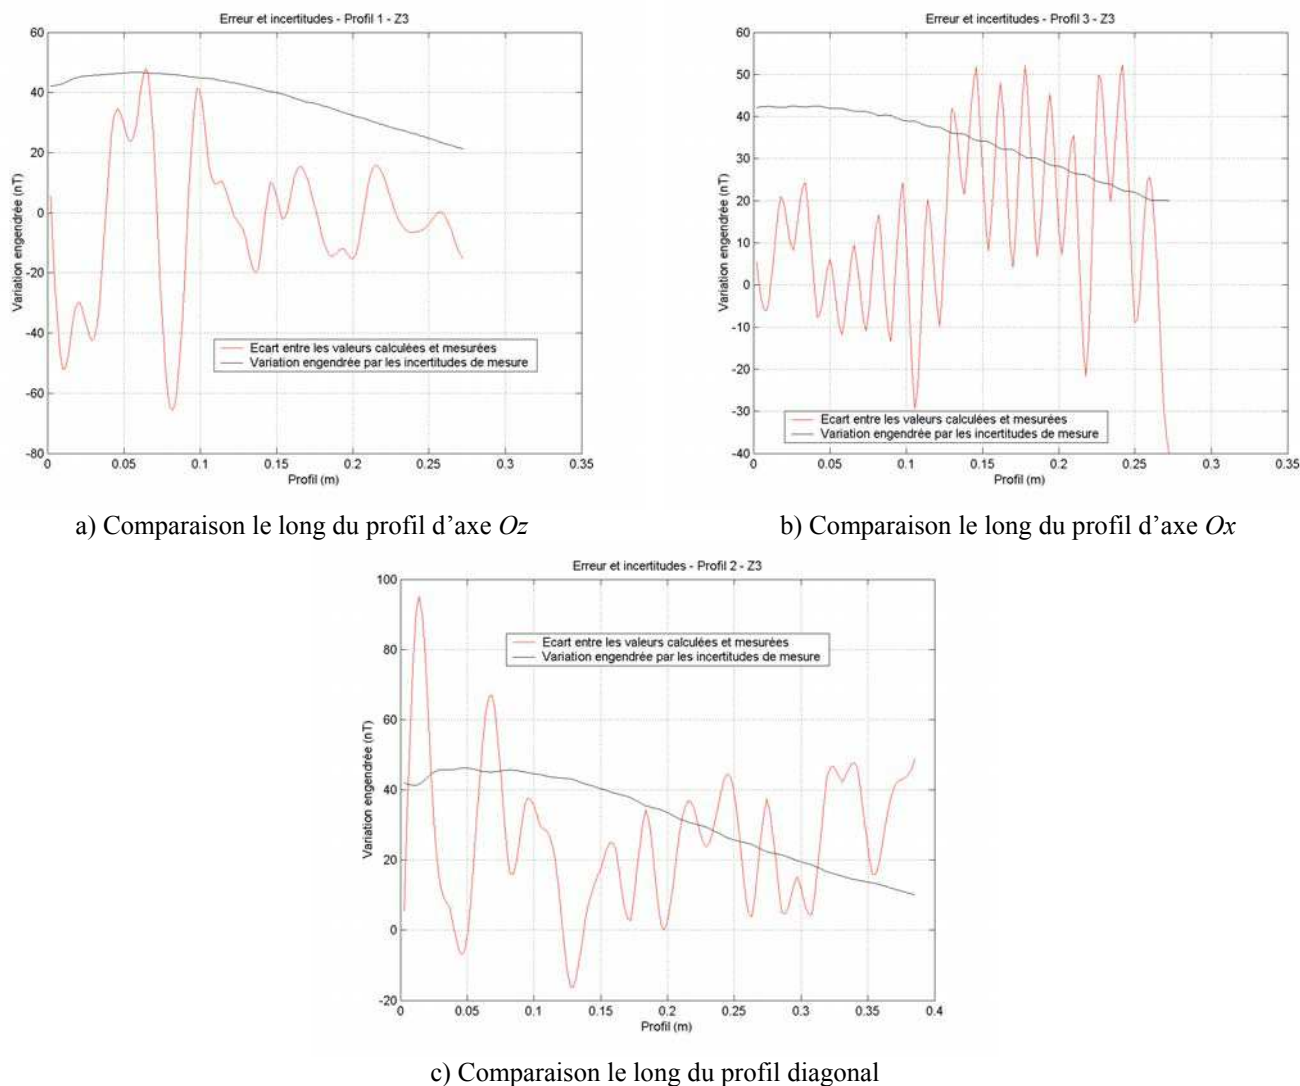 Erreur et incertitudes - Profil 1 - Z3
60
40
20
0
-20
-40
-60
-80
Variation engendrée (nT)
Ecart entre les valeurs calculées et mesurées
Variation engendrée par les incertitudes de mesure
0 0.05 0.1 0.15 0.2 0.25 0.3 0.35
Profil (m)
a) Comparaison le long du profil d'axe Oz
Erreur et incertitudes - Profil 3 - Z3
60
50
40
30
20
10
0
-10
-20
-30
-40
Variation engendrée (nT)
Ecart entre les valeurs calculées et mesurées
Variation engendrée par les incertitudes de mesure
0 0.05 0.1 0.15 0.2 0.25 0.3 0.35
Profil (m)
b) Comparaison le long du profil d'axe Ox
Erreur et incertitudes - Profil 2 - Z3
100
80
60
40
20
0
-20
Variation engendrée (nT)
Ecart entre les valeurs calculées et mesurées
Variation engendrée par les incertitudes de mesure
0 0.05 0.1 0.15 0.2 0.25 0.3 0.35 0.4
Profil (m)
c) Comparaison le long du profil diagonal